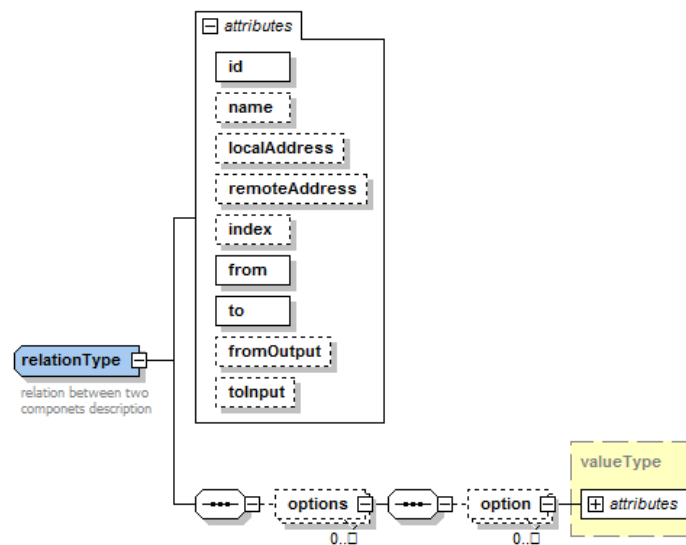 attributes
id
name
localAddress
remoteAddress
index
from
to
fromOutput
toInput
relationType
relation between two
componets description
valueType
options
option
attributes
0..□
0..□